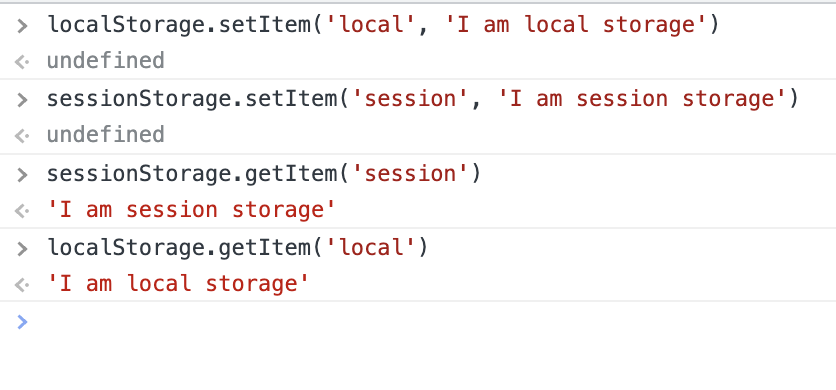 > localStorage.setItem('local', 'I am local storage')
<· undefined
> sessionStorage.setItem('session', 'I am session storage')
<· undefined
> sessionStorage.getItem('session')
<· 'I am session storage'
> localStorage.getItem('local')
<· 'I am local storage'
>